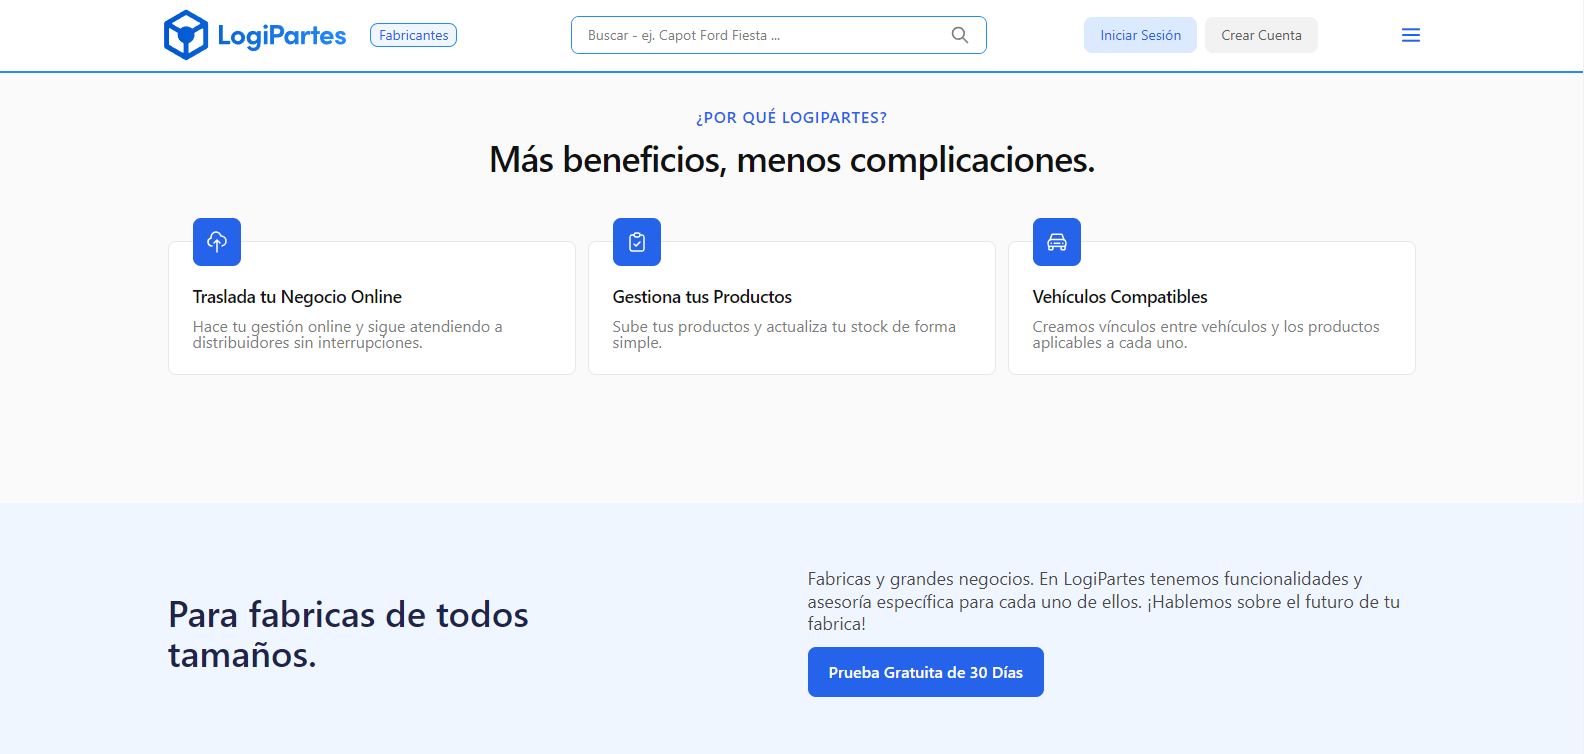 LogiPartes
Fabricantes
Buscar - ej. Capot Ford Fiesta ...
Iniciar Sesión
Crear Cuenta
¿POR QUÉ LOGIPARTES?
Más beneficios, menos complicaciones.
Traslada tu Negocio Online
Hace tu gestión online y sigue atendiendo a
distribuidores sin interrupciones.
Gestiona tus Productos
Sube tus productos y actualiza tu stock de forma
simple.
Vehículos Compatibles
Creamos vínculos entre vehículos y los productos
aplicables a cada uno.
Para fabricas de todos
tamaños.
Fabricas y grandes negocios. En LogiPartes tenemos funcionalidades y
asesoría específica para cada uno de ellos. ¡Hablemos sobre el futuro de tu
fabrica!
Prueba Gratuita de 30 Días